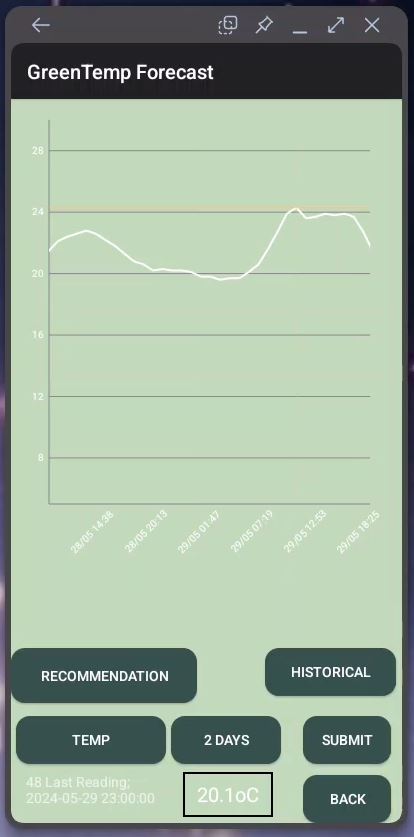 GreenTemp Forecast
28
24
20
16
12
8
28/05 14:38
28/05 20:13
29/05 01:47
29/05 07:19
29/05 12:53
29/05 18:25
RECOMMENDATION
HISTORICAL
TEMP
2 DAYS
SUBMIT
48 Last Reading;
2024-05-29 23:00:00
20.1oC
BACK